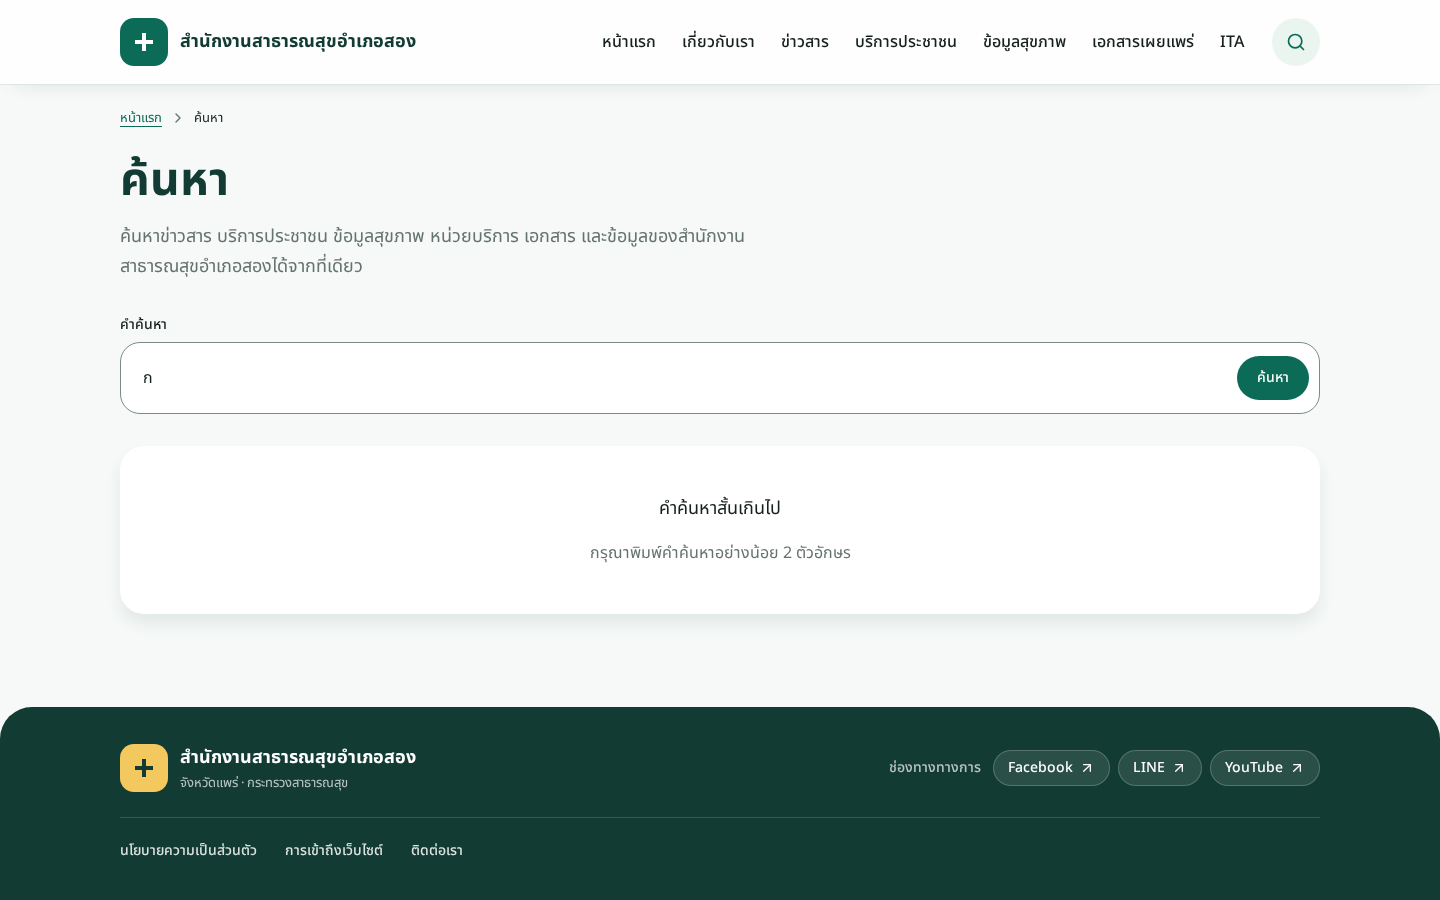 สำนักงานสาธารณสุขอำเภอสอง
หน้าแรก
เกี่ยวกับเรา
ข่าวสาร
บริการประชาชน
ข้อมูลสุขภาพ
เอกสารเผยแพร่
ITA
หน้าแรก
ค้นหา
ค้นหา
ค้นหาข่าวสาร บริการประชาชน ข้อมูลสุขภาพ หน่วยบริการ เอกสาร และข้อมูลของสำนักงาน
สาธารณสุขอำเภอสองได้จากที่เดียว
คำค้นหา
ก
ค้นหา
คำค้นหาสั้นเกินไป
กรุณาพิมพ์คำค้นหาอย่างน้อย 2 ตัวอักษร
สำนักงานสาธารณสุขอำเภอสอง
จังหวัดแพร่ · กระทรวงสาธารณสุข
ช่องทางทางการ
Facebook
LINE
YouTube
นโยบายความเป็นส่วนตัว
การเข้าถึงเว็บไซต์
ติดต่อเรา